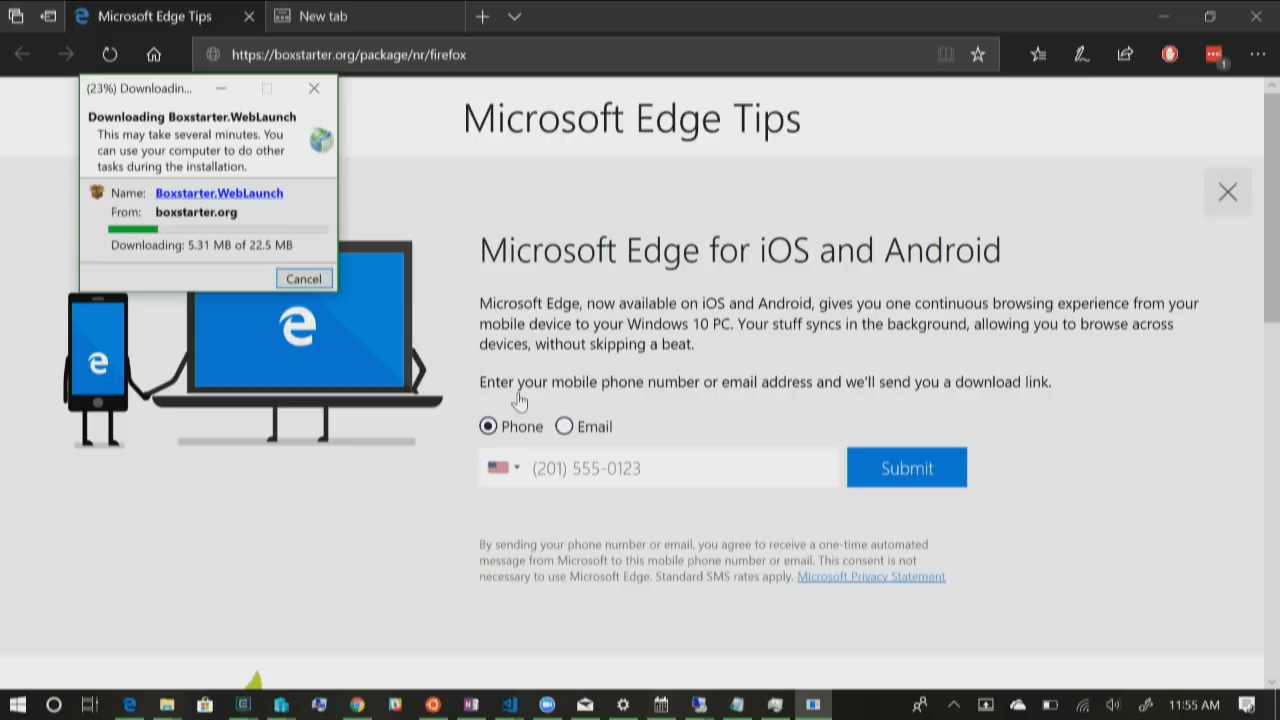 Microsoft Edge Tips
New tab
https://boxstarter.org/package/nr/firefox
1
(23%) Downloadin...
Downloading Boxstarter.WebLaunch
This may take several minutes. You
can use your computer to do other
tasks during the installation.
Name: Boxstarter.WebLaunch
From: boxstarter.org
Downloading: 5.31 MB of 22.5 MB
Cancel
Microsoft Edge Tips
Microsoft Edge for iOS and Android
Microsoft Edge, now available on iOS and Android, gives you one continuous browsing experience from your
mobile device to your Windows 10 PC. Your stuff syncs in the background, allowing you to browse across
devices, without skipping a beat.
Enter your mobile phone number or email address and we'll send you a download link.
Phone Email
(201) 555-0123 Submit
By sending your phone number or email, you agree to receive a one-time automated
message from Microsoft to this mobile phone number or email. This consent is not
necessary to use Microsoft Edge. Standard SMS rates apply. Microsoft Privacy Statement
11:55 AM